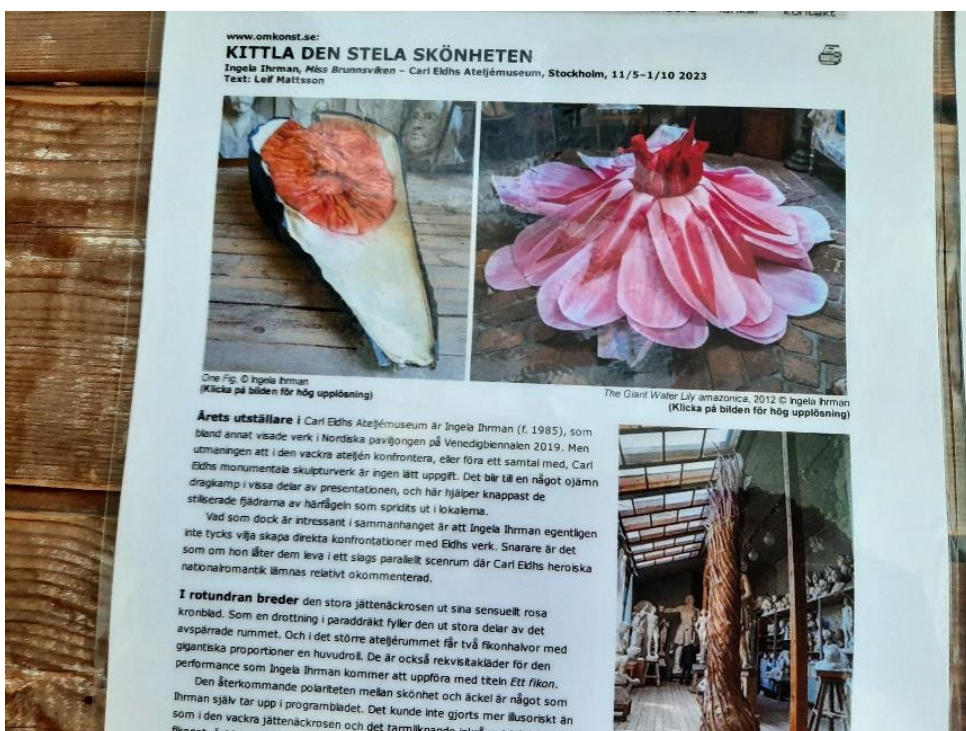 kontakt
www.omkonst.se:
KITTLA DEN STELA SKÖNHETEN
Ingela Ihrman, Miss Brunnsviken – Carl Eldhs Ateljémuseum, Stockholm, 11/5–1/10 2023
Text: Leif Mattsson
One Fig, © Ingela Ihrman
(Klicka på bilden för hög upplösning)
The Giant Water Lily amazonica, 2012 © Ingela Ihrman
(Klicka på bilden för hög upplösning)
Årets utställare i Carl Eldhs Ateljémuseum är Ingela Ihrman (f. 1985), som
bland annat visade verk i Nordiska paviljongen på Venedigbiennalen 2019. Men
utmaningen att i den vackra ateljén konfrontera, eller föra ett samtal med, Carl
Eldhs monumentala skulpturverk är ingen lätt uppgift. Det blir till en något ojämn
dragkamp i vissa delar av presentationen, och här hjälper knappast de
stiliserade fjädrarna av härfågeln som spridits ut i lokalerna.
Vad som dock är intressant i sammanhanget är att Ingela Ihrman egentligen
inte tycks vilja skapa direkta konfrontationer med Eldhs verk. Snarare är det
som om hon låter dem leva i ett slags parallellt scenrum där Carl Eldhs heroiska
nationalromantik lämnas relativt okommenterad.
I rotundran breder den stora jättenäckrosen ut sina sensuellt rosa
kronblad. Som en drottning i paraddräkt fyller den ut stora delar av det
avspärrade rummet. Och i det större ateljérummet får två fikonhalvor med
gigantiska proportioner en huvudroll. De är också rekvisitakläder för den
performance som Ingela Ihrman kommer att uppföra med titeln Ett fikon.
Den återkommande polariteten mellan skönhet och äckel är något som
Ihrman själv tar upp i programbladet. Det kunde inte gjorts mer illusoriskt än
som i den vackra jättenäckrosen och det tarmliknande